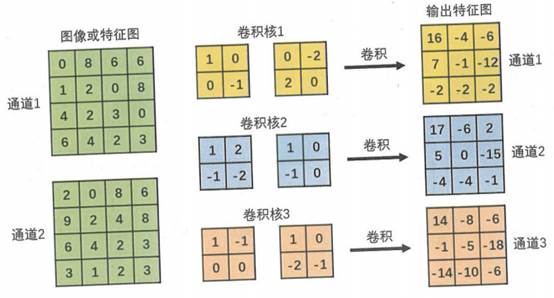 图像或特征图
通道1
0 8 6 6
1 2 0 8
4 2 3 0
6 4 2 3
通道2
2 0 8 6
9 2 4 8
6 4 2 3
3 1 2 3
卷积核1
1 0
0 -1
0 -2
2 0
卷积
卷积核2
1 2
-1 -2
1 0
-1 0
卷积
卷积核3
1 -1
0 0
1 0
-2 -1
卷积
输出特征图
16 -4 -6
7 -1 -12
-2 -2 -2
通道1
17 -6 2
5 0 -15
-4 -4 -1
通道2
14 -8 -6
-1 -5 -18
-14 -10 -6
通道3